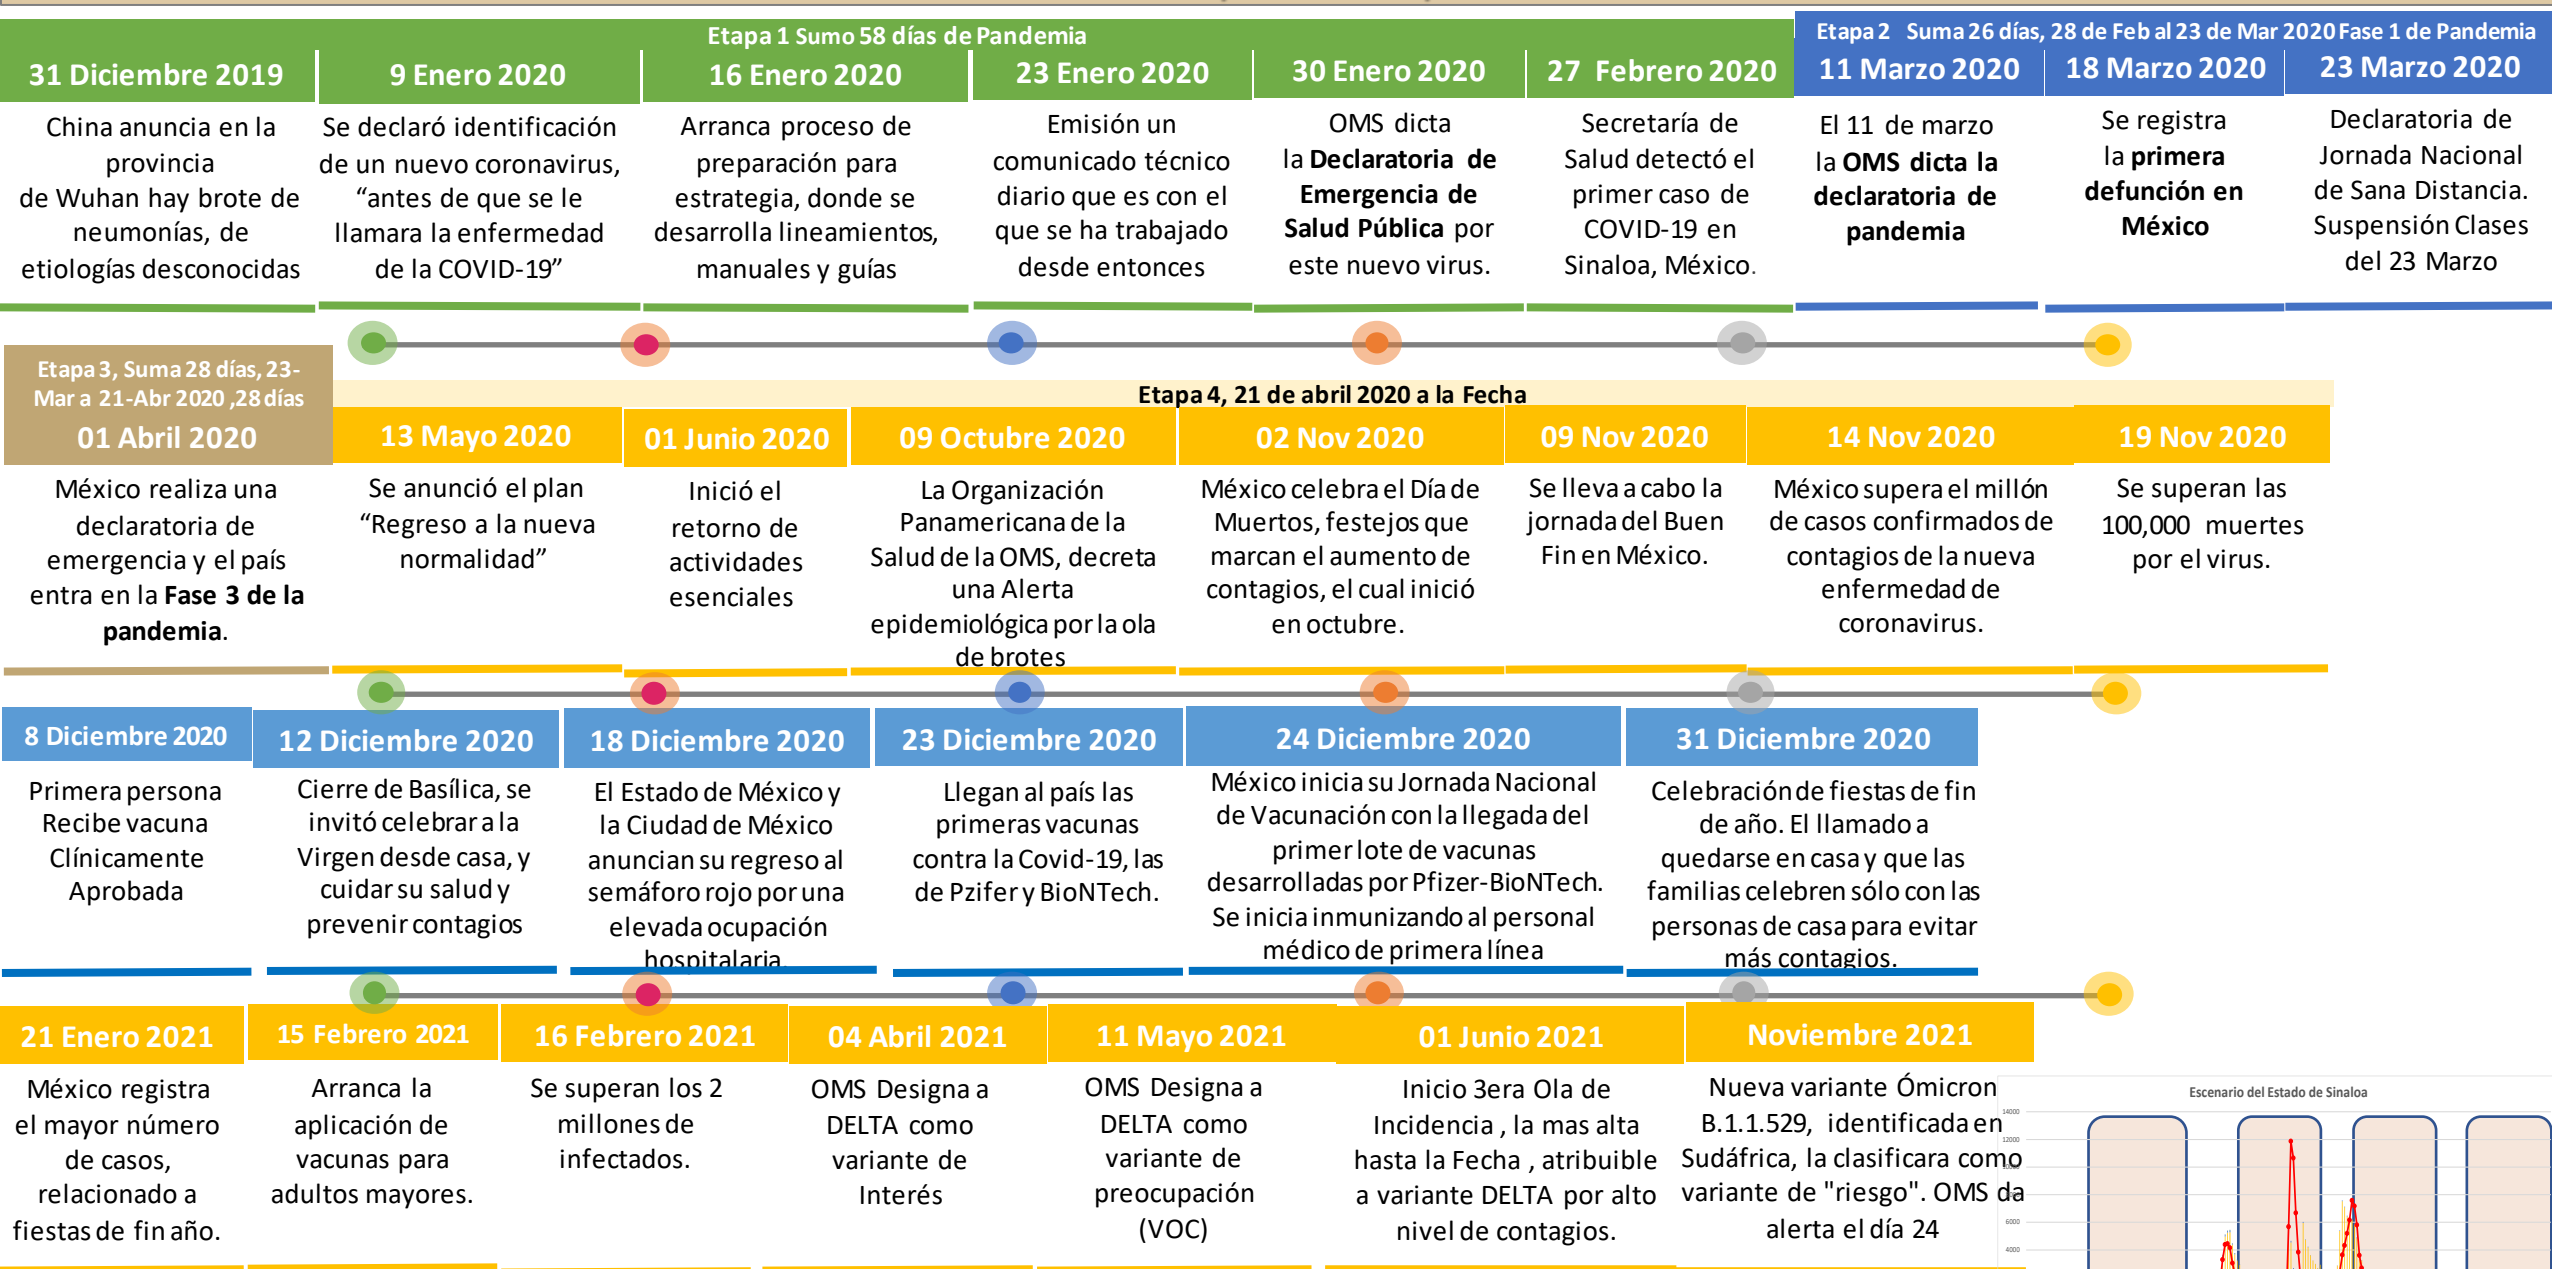 Etapa 1 Sumo 58 días de Pandemia
Etapa 2 Suma 26 días, 28 de Feb al 23 de Mar 2020 Fase 1 de Pandemia
31 Diciembre 2019
China anuncia en la
provincia
de Wuhan hay brote de
neumonías, de
etiologías desconocidas
9 Enero 2020
Se declaró identificación
de un nuevo coronavirus,
“antes de que se le
llamara la enfermedad
de la COVID-19”
16 Enero 2020
Arranca proceso de
preparación para
estrategia, donde se
desarrolla lineamientos,
manuales y guías
23 Enero 2020
Emisión un
comunicado técnico
diario que es con el
que se ha trabajado
desde entonces
30 Enero 2020
OMS dicta
la Declaratoria de
Emergencia de
Salud Pública por
este nuevo virus.
27 Febrero 2020
Secretaría de
Salud detectó el
primer caso de
COVID-19 en
Sinaloa, México.
11 Marzo 2020
El 11 de marzo
la OMS dicta la
declaratoria de
pandemia
18 Marzo 2020
Se registra
la primera
defunción en
México
23 Marzo 2020
Declaratoria de
Jornada Nacional
de Sana Distancia.
Suspensión Clases
del 23 Marzo
Etapa 3, Suma 28 días, 23-
Mar a 21-Abr 2020 ,28 días
01 Abril 2020
México realiza una
declaratoria de
emergencia y el país
entra en la Fase 3 de la
pandemia.
Etapa 4, 21 de abril 2020 a la Fecha
13 Mayo 2020
Se anunció el plan
“Regreso a la nueva
normalidad”
01 Junio 2020
Inició el
retorno de
actividades
esenciales
09 Octubre 2020
La Organización
Panamericana de la
Salud de la OMS, decreta
una Alerta
epidemiológica por la ola
de brotes
02 Nov 2020
México celebra el Día de
Muertos, festejos que
marcan el aumento de
contagios, el cual inició
en octubre.
09 Nov 2020
Se lleva a cabo la
jornada del Buen
Fin en México.
14 Nov 2020
México supera el millón
de casos confirmados de
contagios de la nueva
enfermedad de
coronavirus.
19 Nov 2020
Se superan las
100,000 muertes
por el virus.
8 Diciembre 2020
Primera persona
Recibe vacuna
Clínicamente
Aprobada
12 Diciembre 2020
Cierre de Basílica, se
invitó celebrar a la
Virgen desde casa, y
cuidar su salud y
prevenir contagios
18 Diciembre 2020
El Estado de México y
la Ciudad de México
anuncian su regreso al
semáforo rojo por una
elevada ocupación
hospitalaria.
23 Diciembre 2020
Llegan al país las
primeras vacunas
contra la Covid-19, las
de Pzifer y BioNTech.
24 Diciembre 2020
México inicia su Jornada Nacional
de Vacunación con la llegada del
primer lote de vacunas
desarrolladas por Pfizer-BioNTech.
Se inicia inmunizando al personal
médico de primera línea
31 Diciembre 2020
Celebración de fiestas de fin
de año. El llamado a
quedarse en casa y que las
familias celebren sólo con las
personas de casa para evitar
más contagios.
21 Enero 2021
México registra
el mayor número
de casos,
relacionado a
fiestas de fin año.
15 Febrero 2021
Arranca la
aplicación de
vacunas para
adultos mayores.
16 Febrero 2021
Se superan los 2
millones de
infectados.
04 Abril 2021
OMS Designa a
DELTA como
variante de
Interés
11 Mayo 2021
OMS Designa a
DELTA como
variante de
preocupación
(VOC)
01 Junio 2021
Inicio 3era Ola de
Incidencia , la mas alta
hasta la Fecha , atribuible
a variante DELTA por alto
nivel de contagios.
Noviembre 2021
Nueva variante Ómicron
B.1.1.529, identificada en
Sudáfrica, la clasificara como
variante de "riesgo". OMS da
alerta el día 24
Escenario del Estado de Sinaloa
14000
12000
6000
4000